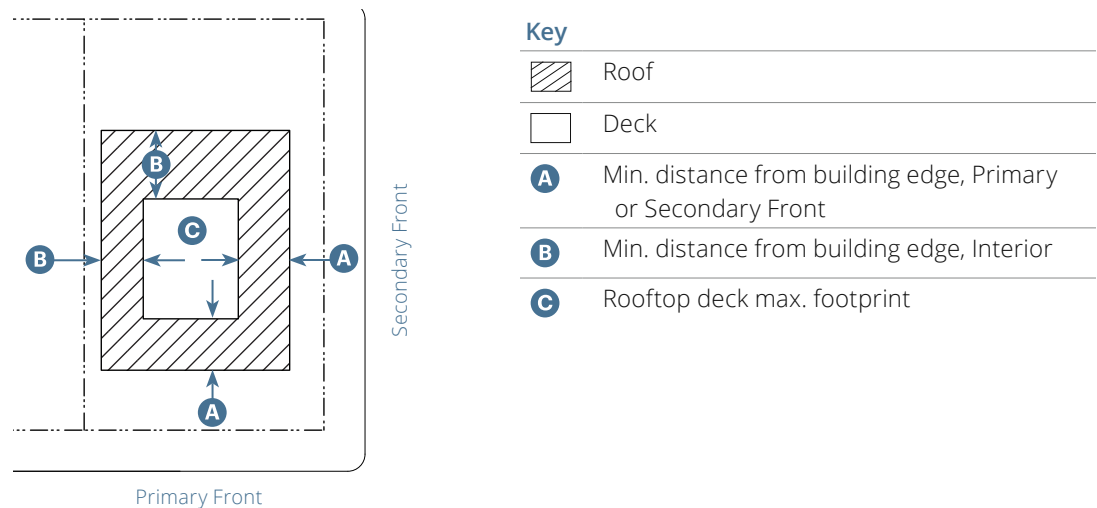 B
C
B
A
A
Secondary Front
Primary Front
Key
Roof
Deck
A Min. distance from building edge, Primary
or Secondary Front
B Min. distance from building edge, Interior
C Rooftop deck max. footprint